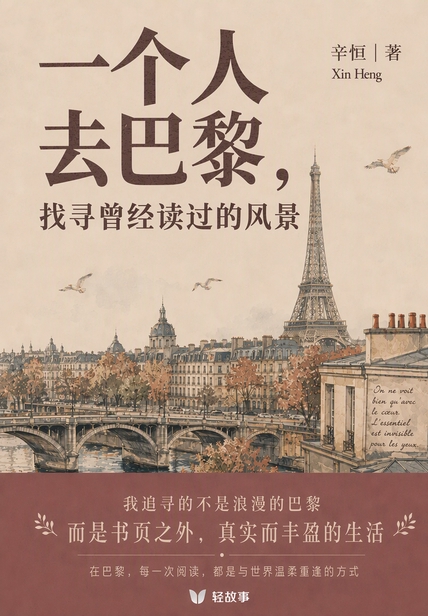 一个人
去巴黎，
找寻曾经读过的风景
辛恒｜著
Xin Heng
On ne voit
bien qu'avec
le cœur.
L'essentiel
est invisible
pour les yeux.
我追寻的不是浪漫的巴黎
而是书页之外，真实而丰盈的生活
在巴黎，每一次阅读，都是与世界温柔重逢的方式
轻故事